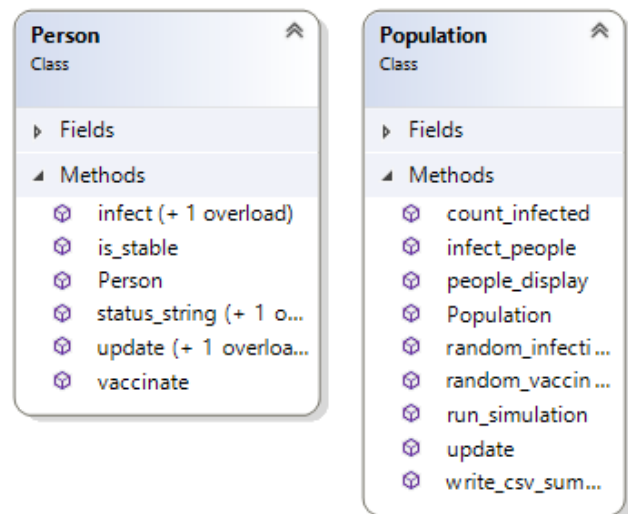 Person
Class
Fields
Methods
infect (+ 1 overload)
is_stable
Person
status_string (+ 1 o...
update (+ 1 overloa...
vaccinate
Population
Class
Fields
Methods
count_infected
infect_people
people_display
Population
random_infecti...
random_vaccin...
run_simulation
update
write_csv_sum...